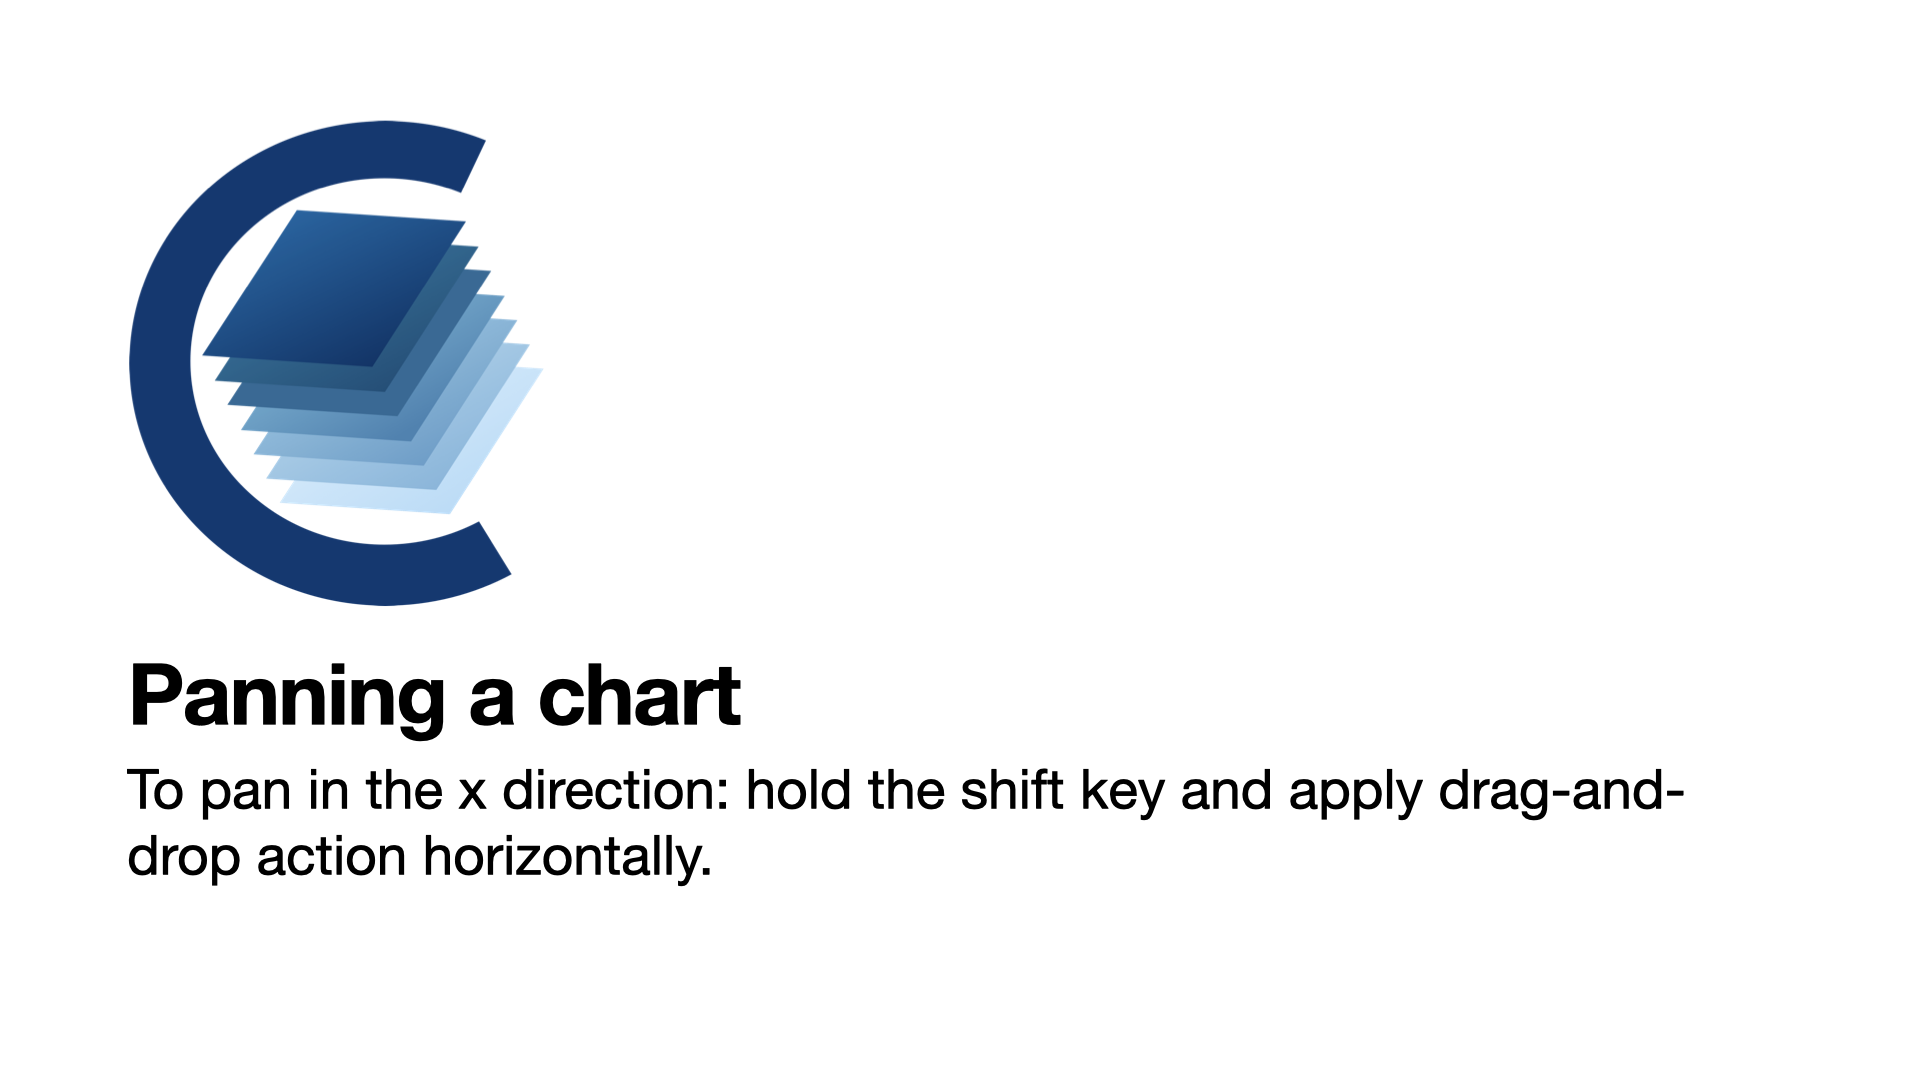 Panning a chart
To pan in the x direction: hold the shift key and apply drag-and-
drop action horizontally.